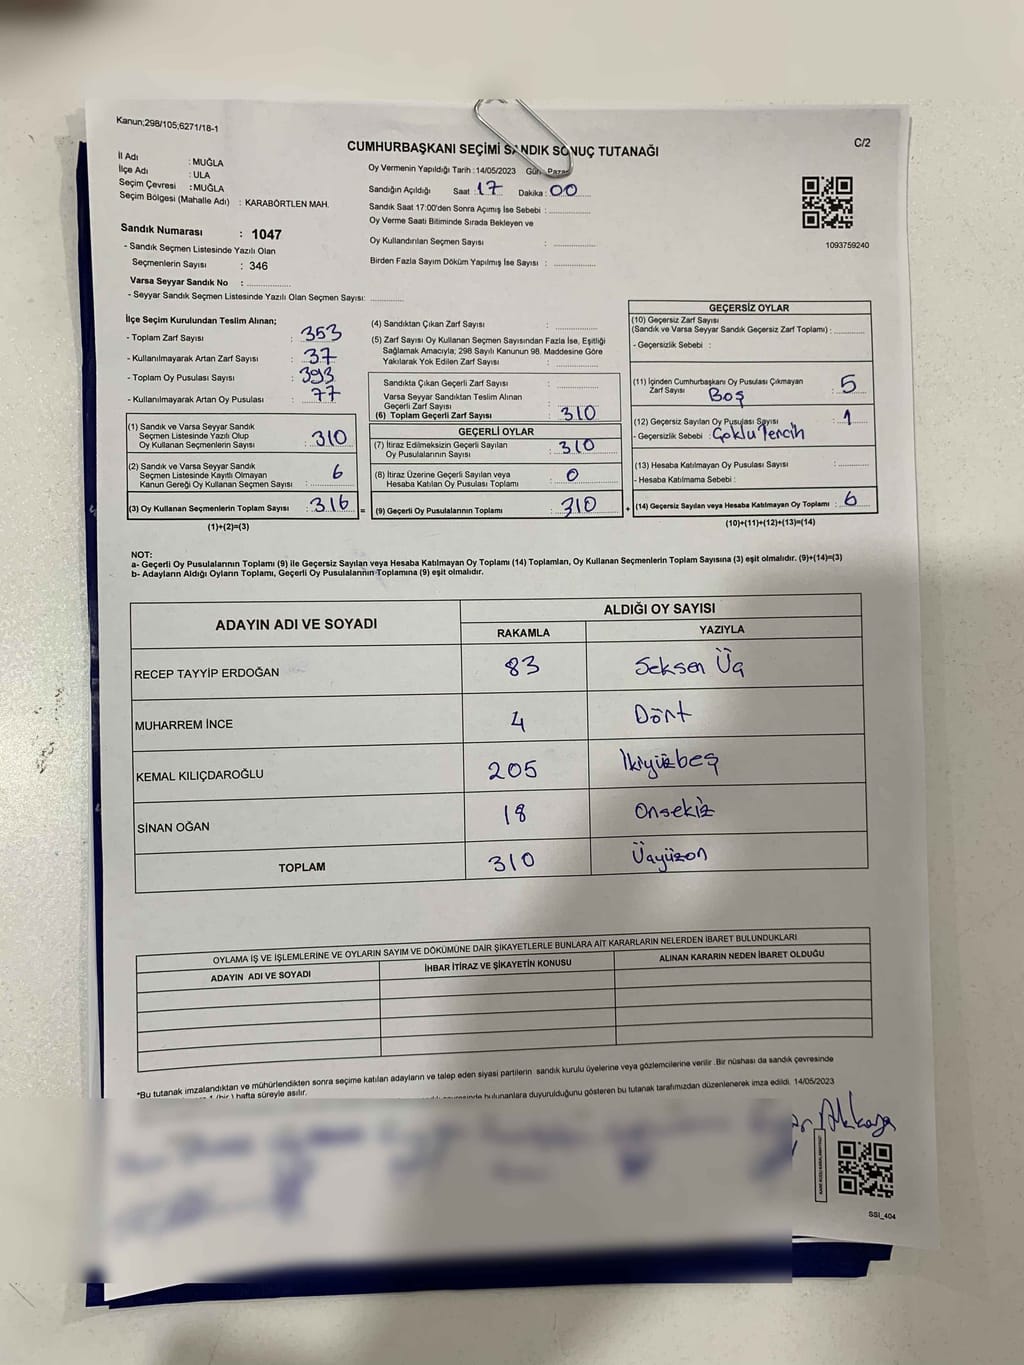 Kanun;298/105;6271/18-1
C/2
CUMHURBAŞKANI SEÇİMİ SANDIK SONUÇ TUTANAĞI
İl Adı : MUĞLA
İlçe Adı : ULA
Seçim Çevresi : MUĞLA
Seçim Bölgesi (Mahalle Adı) : KARABÖRTLEN MAH.
Oy Vermenin Yapıldığı Tarih : 14/05/2023 Gün, Pazar
Sandığın Açıldığı Saat : 17 Dakika : 00
Sandık Saat 17:00'den Sonra Açımış İse Sebebi :
Oy Verme Saati Bitiminde Sırada Bekleyen ve
Oy Kullandırılan Seçmen Sayısı :
Birden Fazla Sayım Döküm Yapılmış İse Sayısı :
1093759240
Sandık Numarası : 1047
- Sandık Seçmen Listesinde Yazılı Olan
Seçmenlerin Sayısı : 346
Varsa Seyyar Sandık No :
- Seyyar Sandık Seçmen Listesinde Yazılı Olan Seçmen Sayısı:
İlçe Seçim Kurulundan Teslim Alınan;
- Toplam Zarf Sayısı : 353
- Kullanılmayarak Artan Zarf Sayısı : 37
- Toplam Oy Pusulası Sayısı : 393
- Kullanılmayarak Artan Oy Pusulası : 77
(1) Sandık ve Varsa Seyyar Sandık
Seçmen Listesinde Yazılı Olup
Oy Kullanan Seçmenlerin Sayısı : 310
(2) Sandık ve Varsa Seyyar Sandık
Seçmen Listesinde Kayıtlı Olmayan
Kanun Gereği Oy Kullanan Seçmen Sayısı : 6
(3) Oy Kullanan Seçmenlerin Toplam Sayısı : 316 =
(1)+(2)=(3)
(4) Sandıktan Çıkan Zarf Sayısı :
(5) Zarf Sayısı Oy Kullanan Seçmen Sayısından Fazla İse, Eşitliği
Sağlamak Amacıyla; 298 Sayılı Kanunun 98. Maddesine Göre
Yakılarak Yok Edilen Zarf Sayısı :
Sandıkta Çıkan Geçerli Zarf Sayısı :
Varsa Seyyar Sandıktan Teslim Alınan
Geçerli Zarf Sayısı :
(6) Toplam Geçerli Zarf Sayısı : 310
GEÇERLİ OYLAR
(7) İtiraz Edilmeksizin Geçerli Sayılan
Oy Pusulalarının Sayısı : 310
(8) İtiraz Üzerine Geçerli Sayılan veya
Hesaba Katılan Oy Pusulası Toplamı : 0
(9) Geçerli Oy Pusulalarının Toplamı : 310 +
GEÇERSİZ OYLAR
(10) Geçersiz Zarf Sayısı
(Sandık ve Varsa Seyyar Sandık Geçersiz Zarf Toplamı) :
- Geçersizlik Sebebi :
(11) İçinden Cumhurbaşkanı Oy Pusulası Çıkmayan
Zarf Sayısı : 5
Boş
(12) Geçersiz Sayılan Oy Pusulası Sayısı : 1
- Geçersizlik Sebebi : Çoklu Tercih
(13) Hesaba Katılmayan Oy Pusulası Sayısı :
- Hesaba Katılmama Sebebi :
(14) Geçersiz Sayılan veya Hesaba Katılmayan Oy Toplamı : 6
(10)+(11)+(12)+(13)=(14)
NOT:
a- Geçerli Oy Pusulalarının Toplamı (9) ile Geçersiz Sayılan veya Hesaba Katılmayan Oy Toplamı (14) Toplamları, Oy Kullanan Seçmenlerin Toplam Sayısına (3) eşit olmalıdır. (9)+(14)=(3)
b- Adayların Aldığı Oyların Toplamı, Geçerli Oy Pusulalarının Toplamına (9) eşit olmalıdır.
ADAYIN ADI VE SOYADI ALDIĞI OY SAYISI
RAKAMLA YAZIYLA
RECEP TAYYİP ERDOĞAN 83 Seksen Üç
MUHARREM İNCE 4 Dört
KEMAL KILIÇDAROĞLU 205 İkiyüzbeş
SİNAN OĞAN 18 Onsekiz
TOPLAM 310 Üçyüzon
OYLAMA İŞ VE İŞLEMLERİNE VE OYLARIN SAYIM VE DÖKÜMÜNE DAİR ŞİKAYETLERLE BUNLARA AİT KARARLARIN NELERDEN İBARET BULUNDUKLARI
ADAYIN ADI VE SOYADI İHBAR İTİRAZ VE ŞİKAYETİN KONUSU ALINAN KARARIN NEDEN İBARET OLDUĞU
*Bu tutanak imzalandıktan ve mühürlendikten sonra seçime katılan adayların ve talep eden siyasi partilerin sandık kurulu üyelerine veya gözlemcilerine verilir .Bir nüshası da sandık çevresinde
1 (bir ) hafta süreyle asılır.
bulunanlara duyurulduğunu gösteren bu tutanak tarafımızdan düzenlenerek imza edildi. 14/05/2023
SSI_404